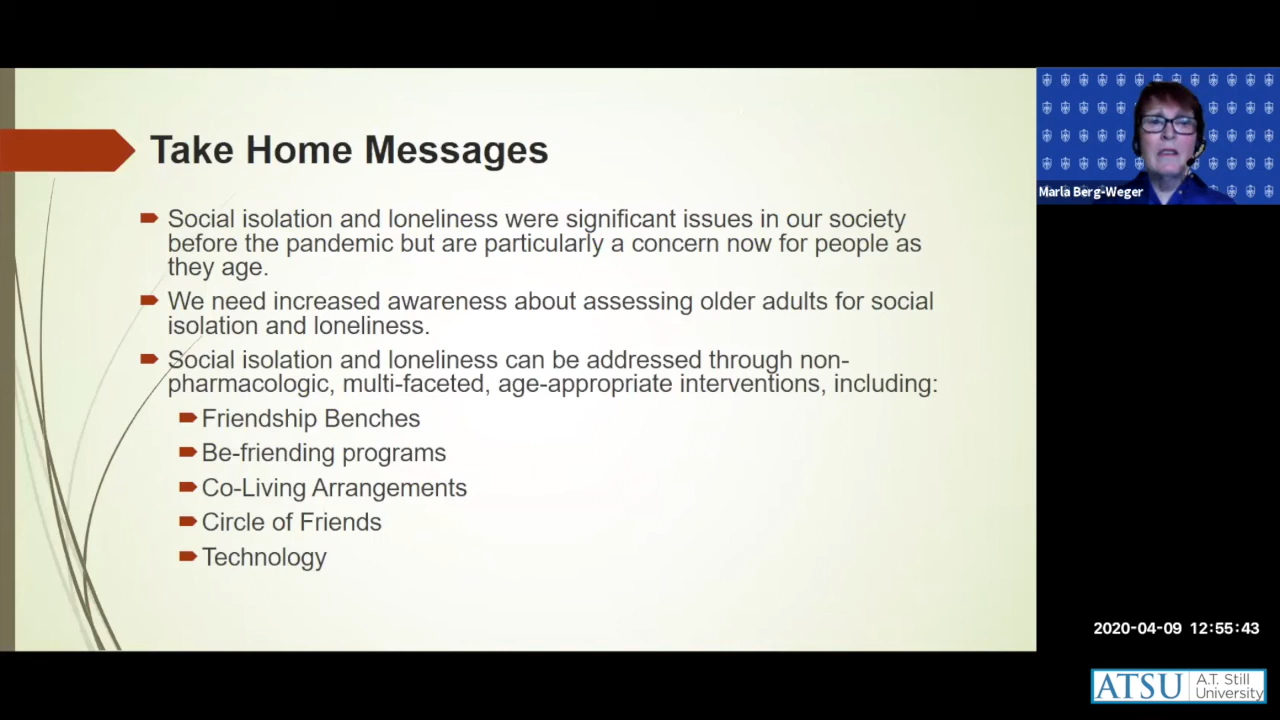 Take Home Messages
Social isolation and loneliness were significant issues in our society
before the pandemic but are particularly a concern now for people as
they age.
We need increased awareness about assessing older adults for social
isolation and loneliness.
Social isolation and loneliness can be addressed through non-
pharmacologic, multi-faceted, age-appropriate interventions, including:
Friendship Benches
Be-friending programs
Co-Living Arrangements
Circle of Friends
Technology
Marla Berg-Weger
2020-04-09 12:55:43
ATSU
A.T. Still
University